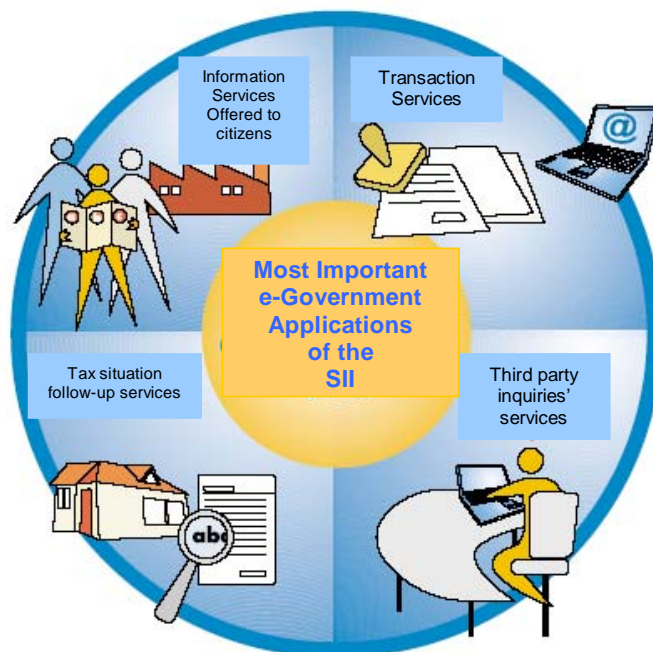 Information
Services
Offered to
citizens
Transaction
Services
@
Most Important
e-Government
Applications
of the
SII
Tax situation
follow-up services
Third party
inquiries'
services
abc